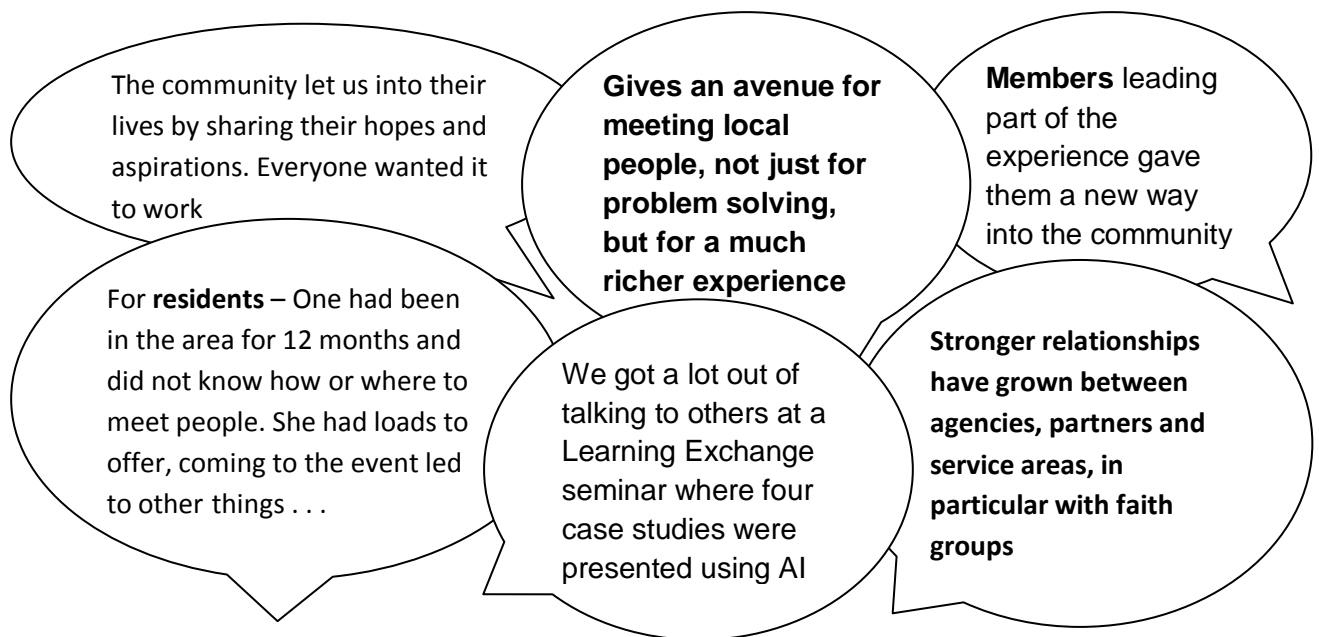 The community let us into their
lives by sharing their hopes and
aspirations. Everyone wanted it
to work
Gives an avenue for
meeting local
people, not just for
problem solving,
but for a much
richer experience
Members leading
part of the
experience gave
them a new way
into the community
For residents – One had been
in the area for 12 months and
did not know how or where to
meet people. She had loads to
offer, coming to the event led
to other things . . .
We got a lot out of
talking to others at a
Learning Exchange
seminar where four
case studies were
presented using AI
Stronger relationships
have grown between
agencies, partners and
service areas, in
particular with faith
groups